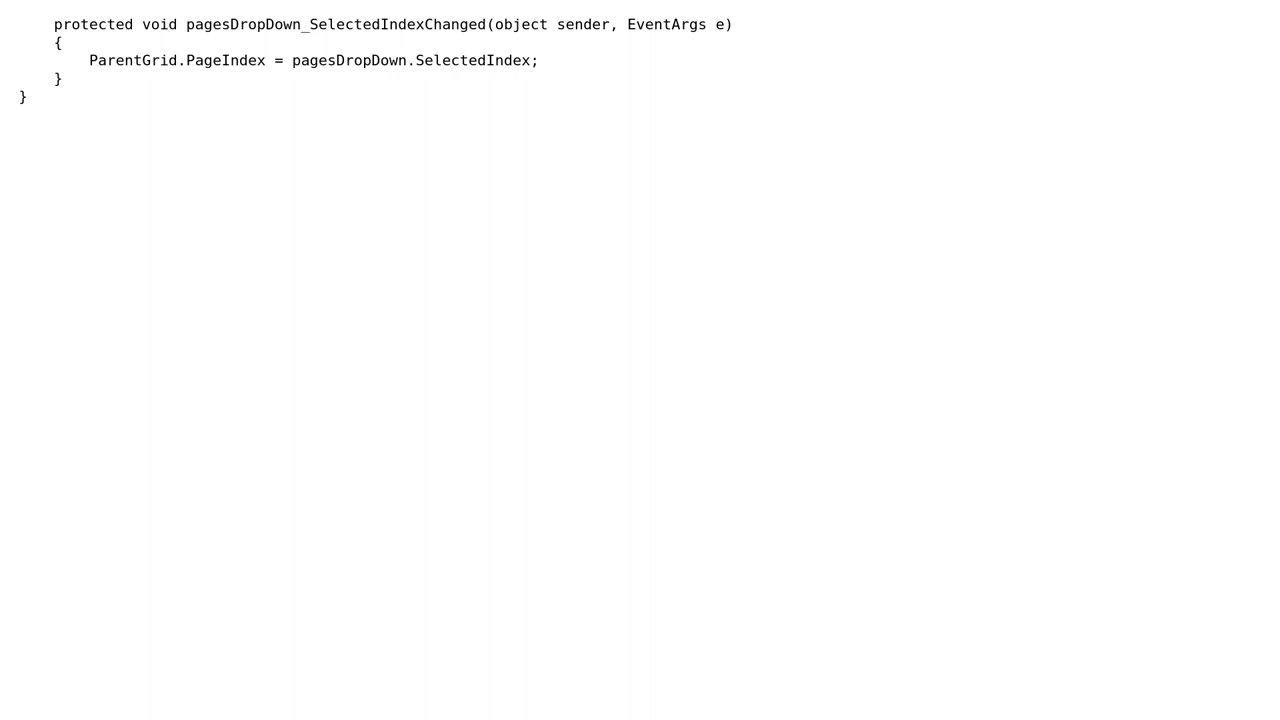 protected void pagesDropDown_SelectedIndexChanged(object sender, EventArgs e)
    {
        ParentGrid.PageIndex = pagesDropDown.SelectedIndex;
    }
}